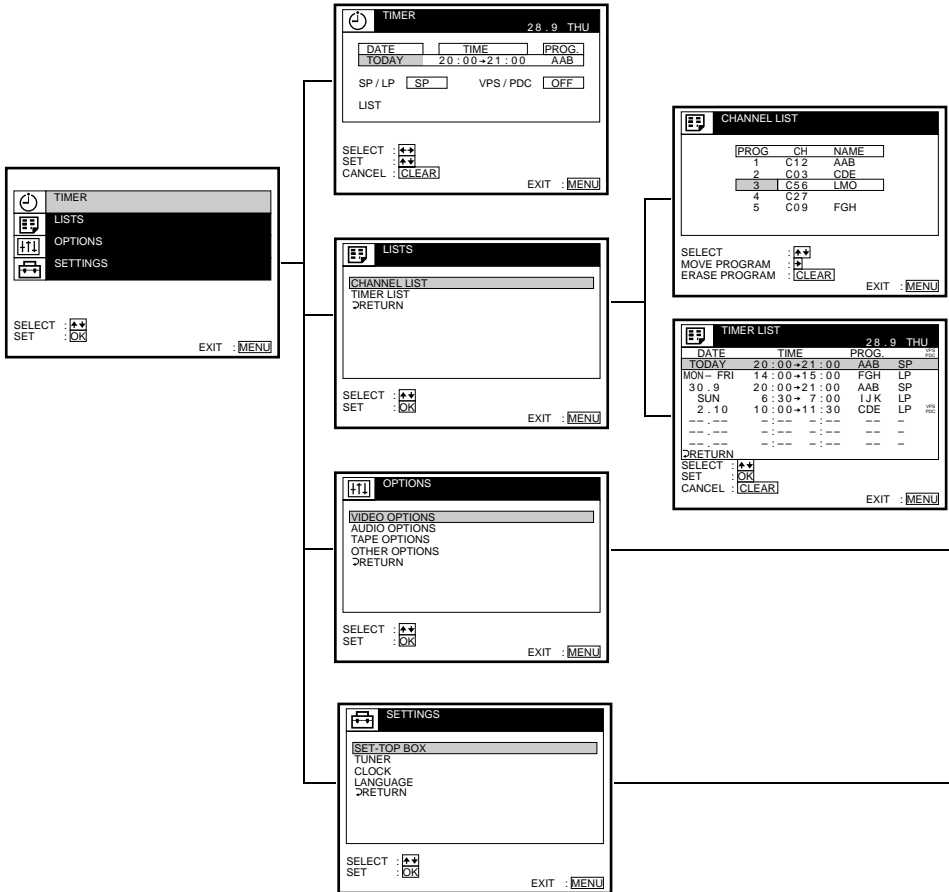 TIMER
LISTS
OPTIONS
SETTINGS
SELECT : ↑↓
SET : OK
EXIT : MENU
TIMER
28.9 THU
DATE TIME PROG.
TODAY 20:00→21:00 AAB
SP/LP SP VPS/PDC OFF
LIST
SELECT : ←→
SET : ↑↓
CANCEL : CLEAR
EXIT : MENU
LISTS
CHANNEL LIST
TIMER LIST
RETURN
SELECT : ↑↓
SET : OK
EXIT : MENU
CHANNEL LIST
PROG CH NAME
1 C12 AAB
2 C03 CDE
3 C56 LMO
4 C27
5 C09 FGH
SELECT : ↑↓
MOVE PROGRAM : →
ERASE PROGRAM : CLEAR
EXIT : MENU
TIMER LIST
28.9 THU
DATE TIME PROG. VPS PDC
TODAY 20:00→21:00 AAB SP
MON–FRI 14:00→15:00 FGH LP
30.9 20:00→21:00 AAB SP
SUN 6:30→ 7:00 IJK LP
2.10 10:00→11:30 CDE LP VPS PDC
––.–– –:–– –:–– –– –
––.–– –:–– –:–– –– –
––.–– –:–– –:–– –– –
RETURN
SELECT : ↑↓
SET : OK
CANCEL : CLEAR
EXIT : MENU
OPTIONS
VIDEO OPTIONS
AUDIO OPTIONS
TAPE OPTIONS
OTHER OPTIONS
RETURN
SELECT : ↑↓
SET : OK
EXIT : MENU
SETTINGS
SET-TOP BOX
TUNER
CLOCK
LANGUAGE
RETURN
SELECT : ↑↓
SET : OK
EXIT : MENU